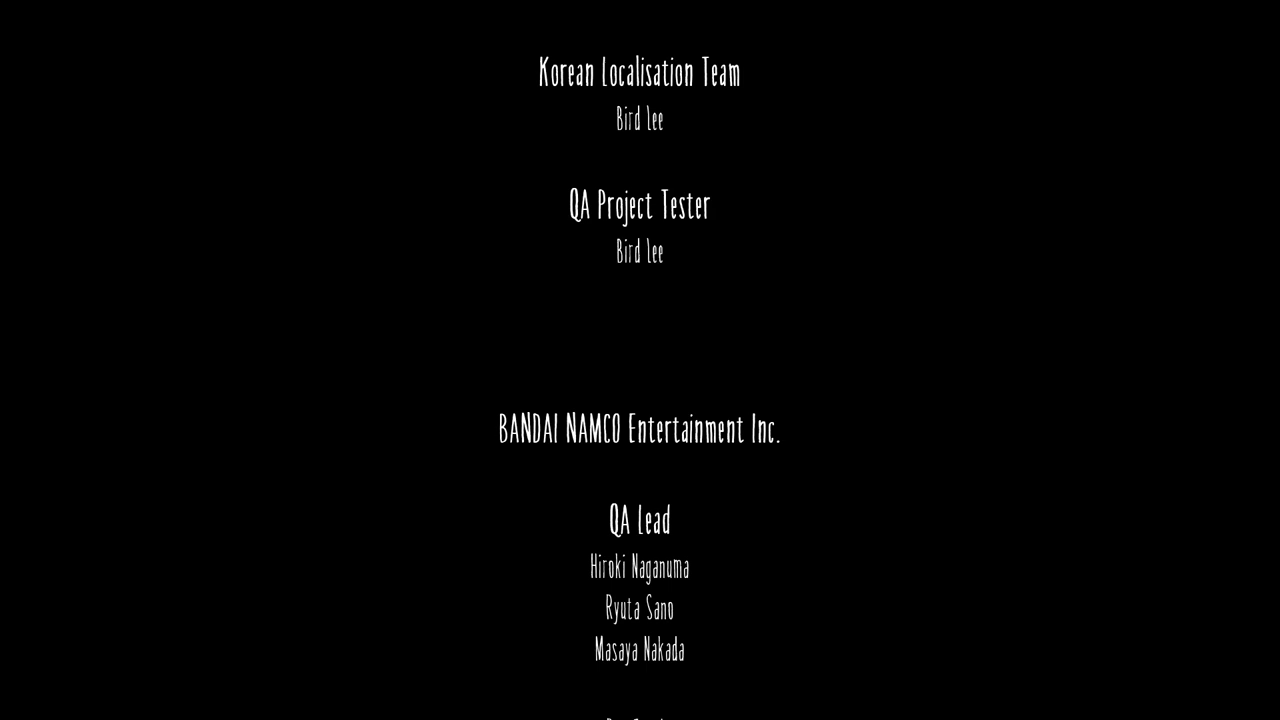 Korean Localisation Team
Bird Lee
QA Project Tester
Bird Lee
BANDAI NAMCO Entertainment Inc.
QA Lead
Hiroki Naganuma
Ryuta Sano
Masaya Nakada